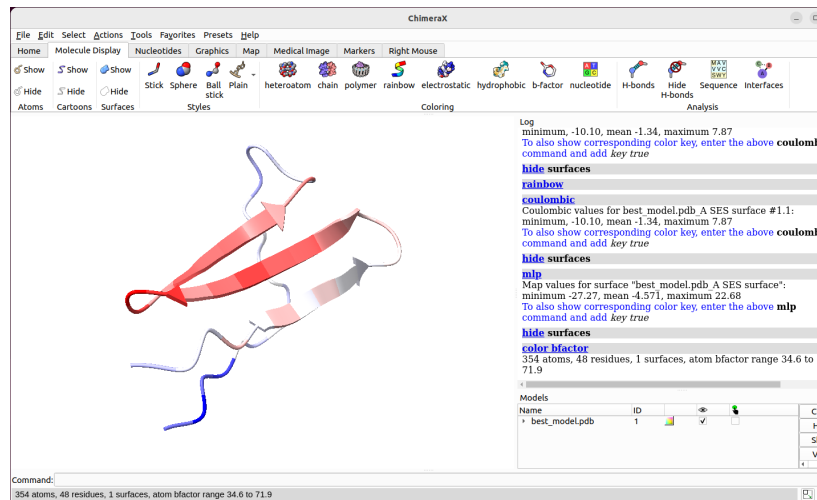 ChimeraX
File Edit Select Actions Tools Favorites Presets Help
Home Molecule Display Nucleotides Graphics Map Medical Image Markers Right Mouse
Show Show Show
Hide Hide Hide
Atoms Cartoons Surfaces
Stick Sphere Ball stick Plain
Styles
heteroatom chain polymer rainbow electrostatic hydrophobic b-factor nucleotide
Coloring
H-bonds Hide H-bonds Sequence Interfaces
Analysis
Log
minimum, -10.10, mean -1.34, maximum 7.87
To also show corresponding color key, enter the above coulomb
command and add key true
hide surfaces
rainbow
coulombic
Coulombic values for best_model.pdb_A SES surface #1.1:
minimum, -10.10, mean -1.34, maximum 7.87
To also show corresponding color key, enter the above coulomb
command and add key true
hide surfaces
mlp
Map values for surface "best_model.pdb_A SES surface":
minimum -27.27, mean -4.571, maximum 22.68
To also show corresponding color key, enter the above mlp
command and add key true
hide surfaces
color bfactor
354 atoms, 48 residues, 1 surfaces, atom bfactor range 34.6 to
71.9
Models
Name ID
best_model.pdb 1
Command:
354 atoms, 48 residues, 1 surfaces, atom bfactor range 34.6 to 71.9